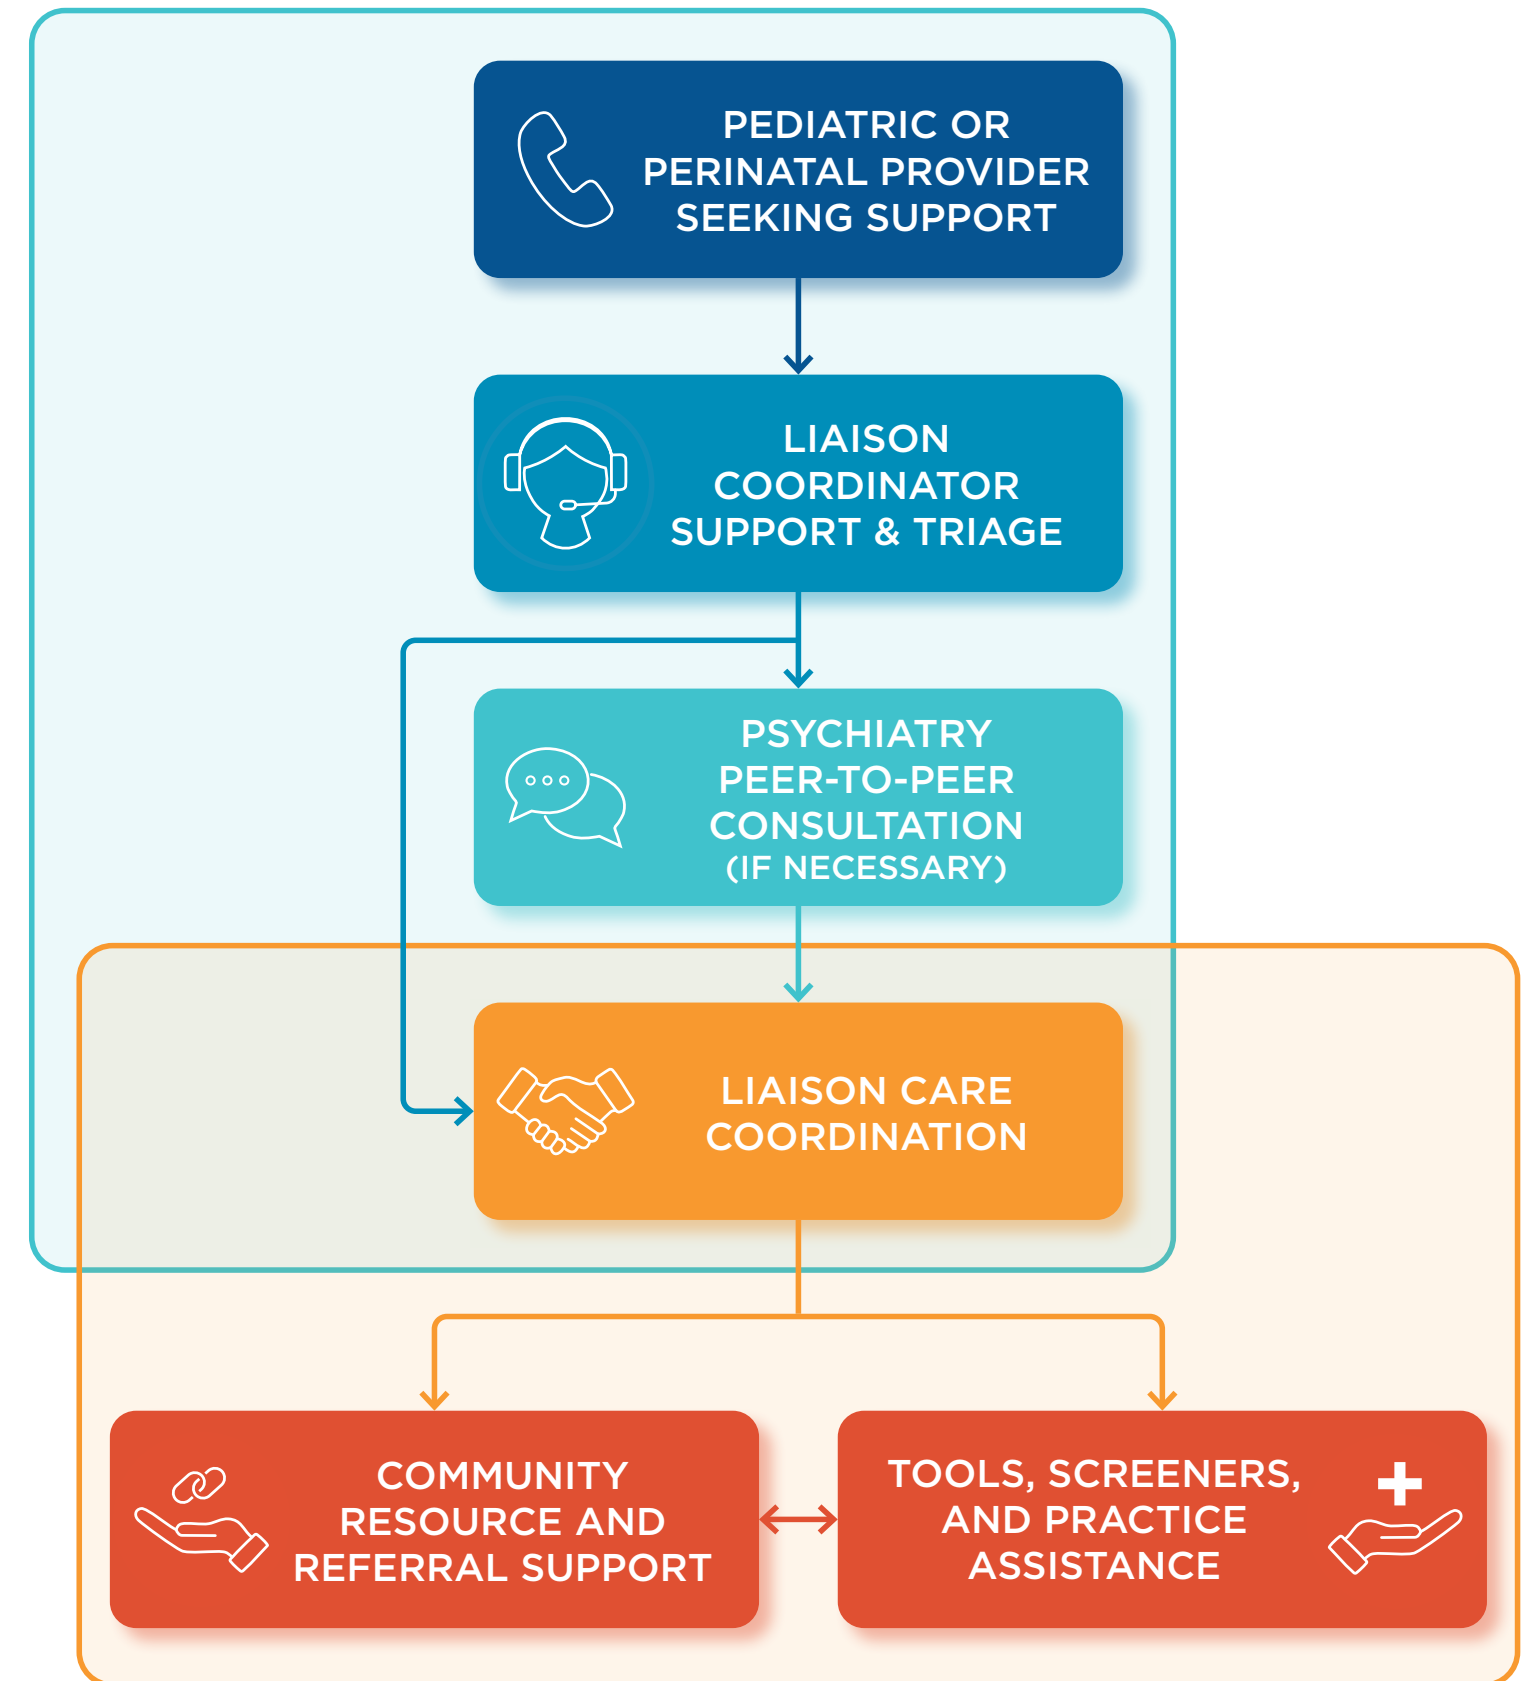 PEDIATRIC OR
PERINATAL PROVIDER
SEEKING SUPPORT
LIAISON
COORDINATOR
SUPPORT & TRIAGE
PSYCHIATRY
PEER-TO-PEER
CONSULTATION
(IF NECESSARY)
LIAISON CARE
COORDINATION
COMMUNITY
RESOURCE AND
REFERRAL SUPPORT
TOOLS, SCREENERS,
AND PRACTICE
ASSISTANCE